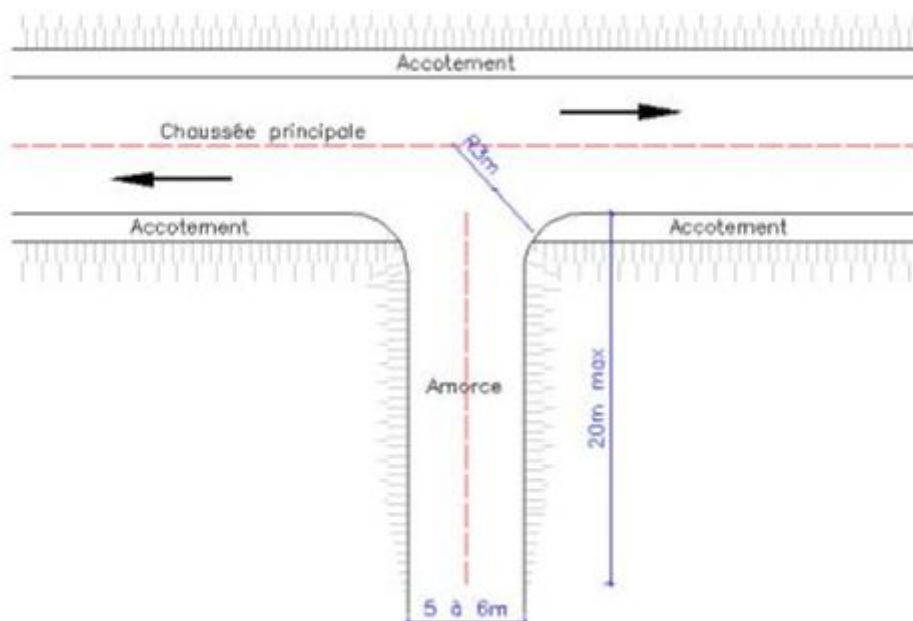 Accotement
Chaussée principale
R3m
Accotement
Accotement
Amorce
20m max
5 à 6m